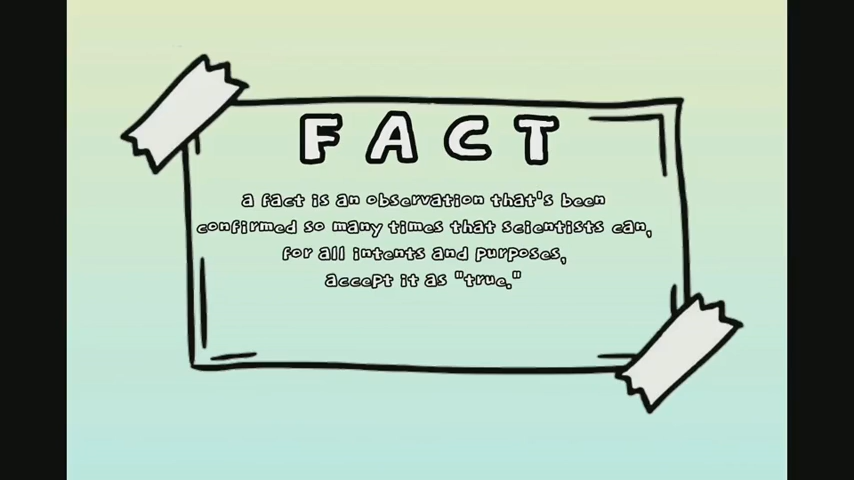 FACT
a fact is an observation that's been
confirmed so many times that scientists can,
for all intents and purposes,
accept it as "true."